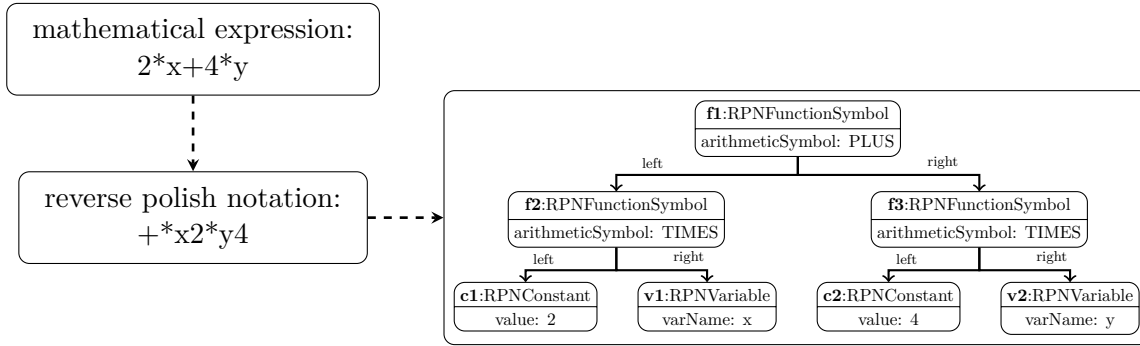 mathematical expression:
2*x+4*y
reverse polish notation:
+*x2*y4
f1:RPNFunctionSymbol
arithmeticSymbol: PLUS
left
right
f2:RPNFunctionSymbol
arithmeticSymbol: TIMES
f3:RPNFunctionSymbol
arithmeticSymbol: TIMES
left
right
left
right
c1:RPNConstant
value: 2
v1:RPNVariable
varName: x
c2:RPNConstant
value: 4
v2:RPNVariable
varName: y